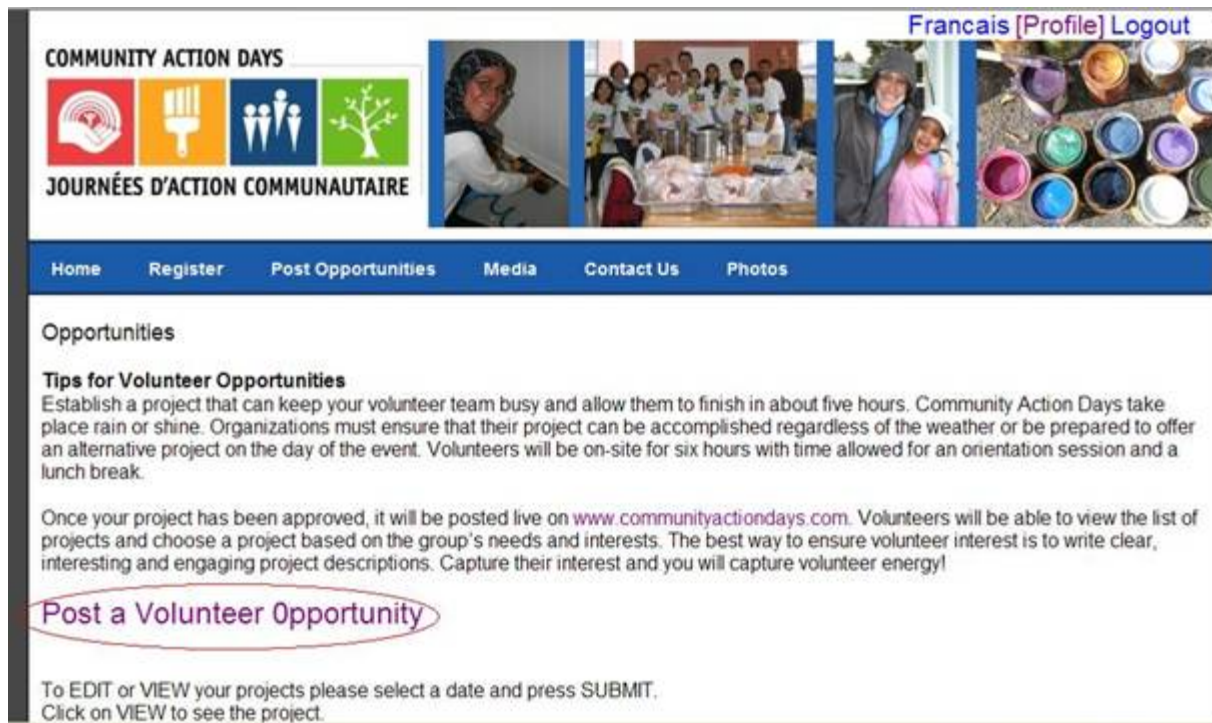 Francais [Profile] Logout
COMMUNITY ACTION DAYS
JOURNÉES D'ACTION COMMUNAUTAIRE
Home Register Post Opportunities Media Contact Us Photos
Opportunities
Tips for Volunteer Opportunities
Establish a project that can keep your volunteer team busy and allow them to finish in about five hours. Community Action Days take
place rain or shine. Organizations must ensure that their project can be accomplished regardless of the weather or be prepared to offer
an alternative project on the day of the event. Volunteers will be on-site for six hours with time allowed for an orientation session and a
lunch break.
Once your project has been approved, it will be posted live on www.communityactiondays.com. Volunteers will be able to view the list of
projects and choose a project based on the group's needs and interests. The best way to ensure volunteer interest is to write clear,
interesting and engaging project descriptions. Capture their interest and you will capture volunteer energy!
Post a Volunteer 0pportunity
To EDIT or VIEW your projects please select a date and press SUBMIT.
Click on VIEW to see the project.